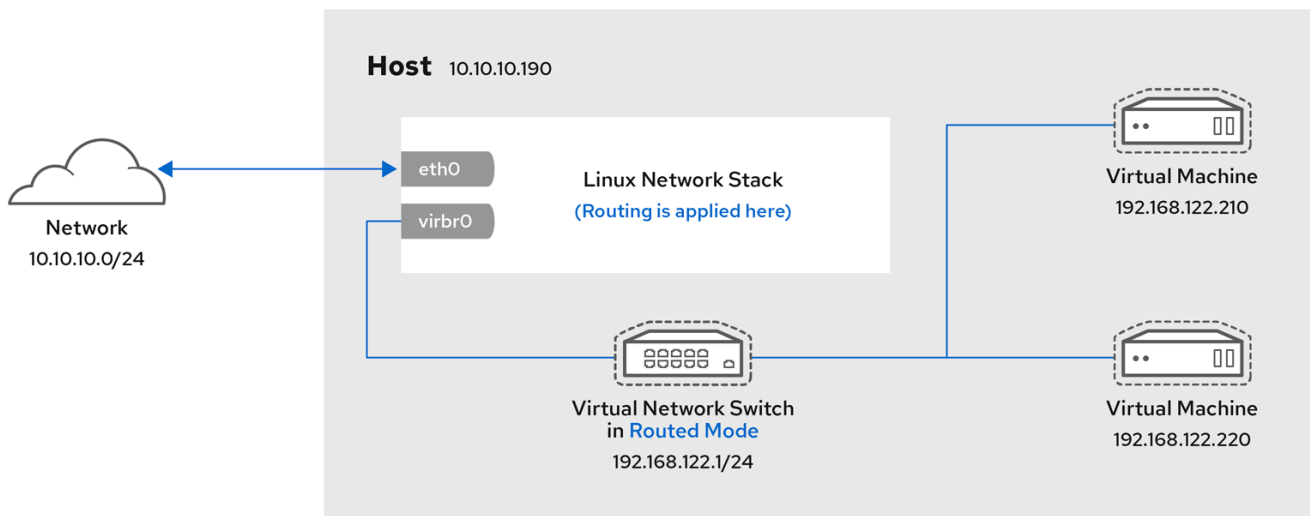 Host 10.10.10.190
eth0
virbr0
Linux Network Stack
(Routing is applied here)
Network
10.10.10.0/24
Virtual Machine
192.168.122.210
Virtual Network Switch
in Routed Mode
192.168.122.1/24
Virtual Machine
192.168.122.220